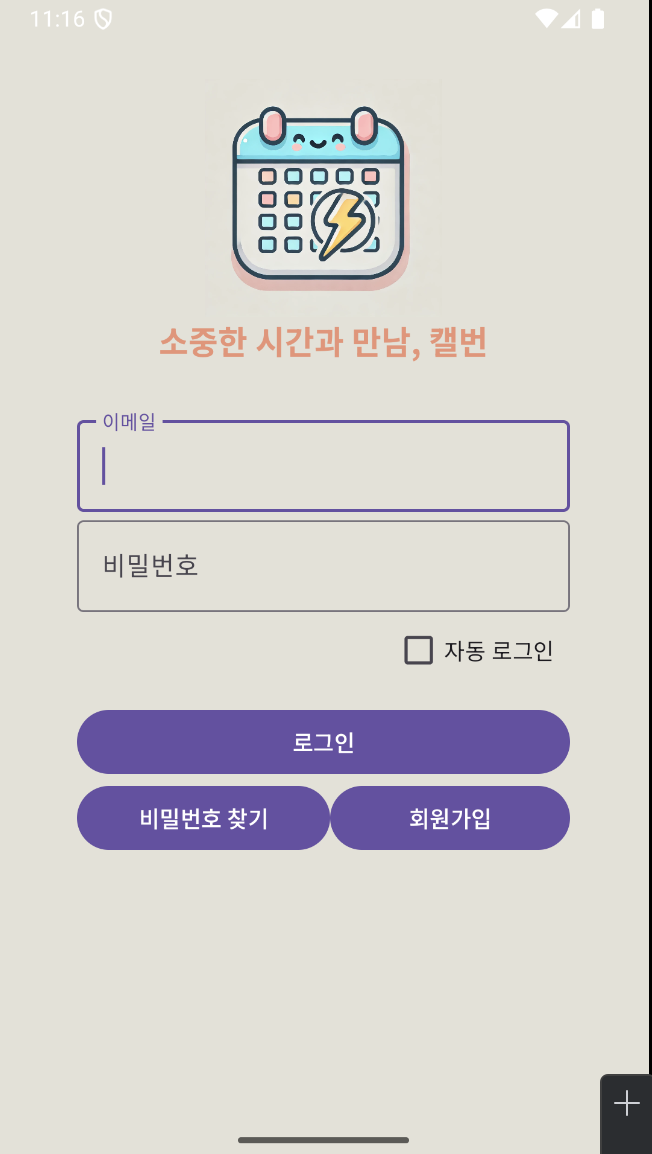 11:16
소중한 시간과 만남, 캘번
이메일
비밀번호
자동 로그인
로그인
비밀번호 찾기 회원가입